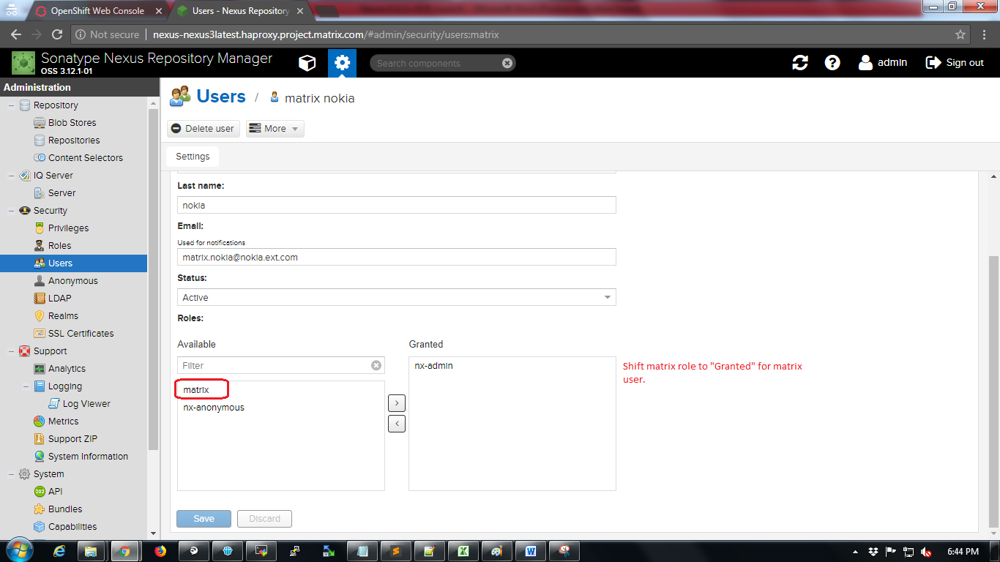 OpenShift Web Console
Users - Nexus Repository
Not secure
nexus-nexus3latest.haproxy.project.matrix.com/#admin/security/users:matrix
Sonatype Nexus Repository Manager
OSS 3.12.1-01
Search components
admin
Sign out
Administration
Repository
Blob Stores
Repositories
Content Selectors
IQ Server
Server
Security
Privileges
Roles
Users
Anonymous
LDAP
Realms
SSL Certificates
Support
Analytics
Logging
Log Viewer
Metrics
Support ZIP
System Information
System
API
Bundles
Capabilities
Users / matrix nokia
Delete user
More
Settings
Last name:
nokia
Email:
Used for notifications
matrix.nokia@nokia.ext.com
Status:
Active
Roles:
Available
Granted
Filter
matrix
nx-anonymous
>
<
nx-admin
Shift matrix role to "Granted" for matrix
user.
Save
Discard
6:44 PM